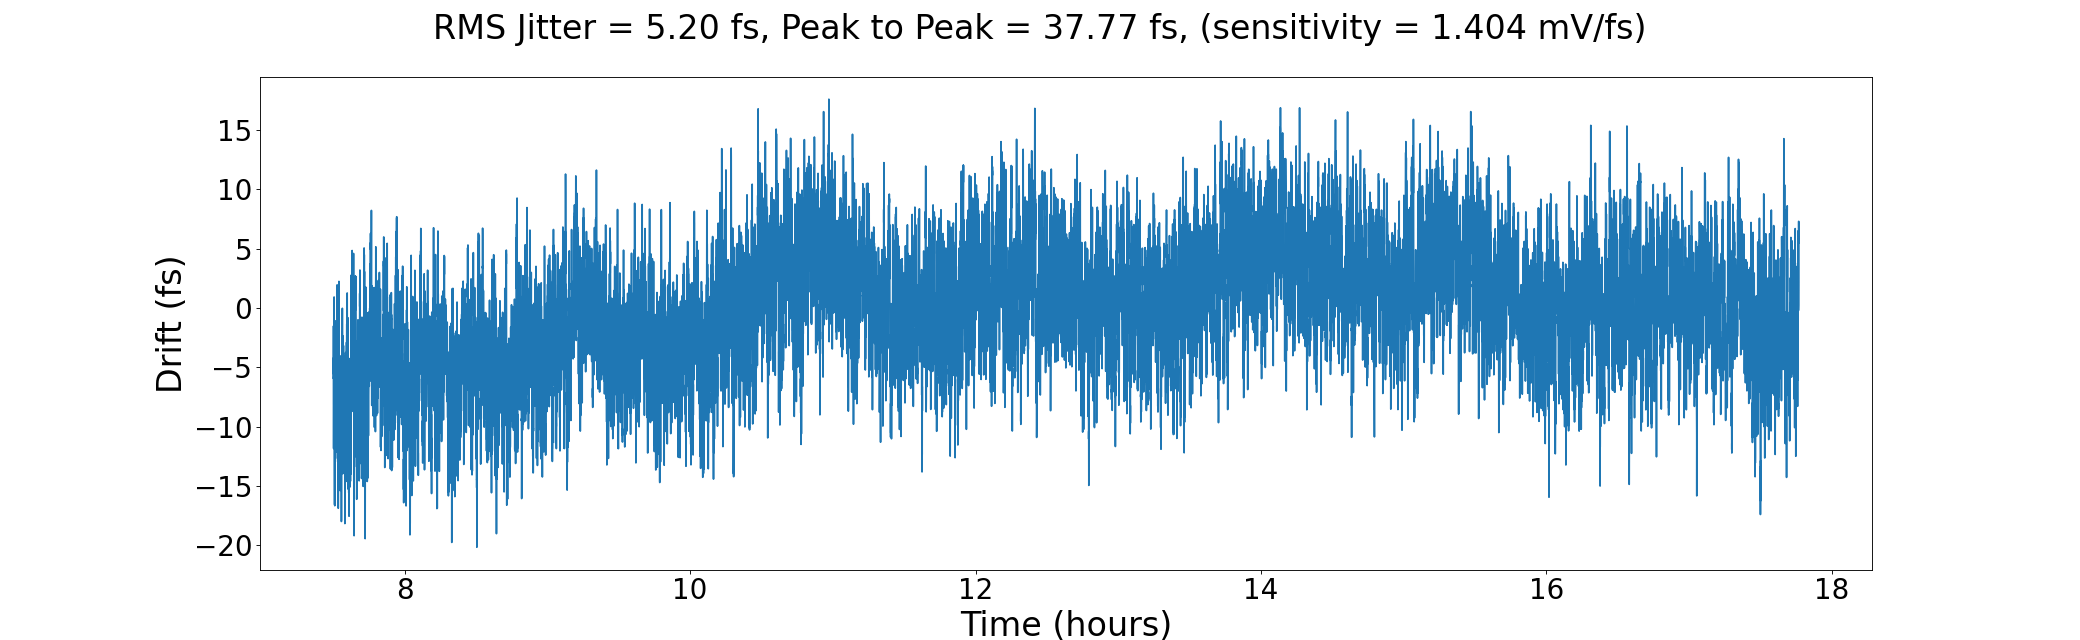 RMS Jitter = 5.20 fs, Peak to Peak = 37.77 fs, (sensitivity = 1.404 mV/fs)
15
10
5
0
−5
−10
−15
−20
Drift (fs)
8 10 12 14 16 18
Time (hours)